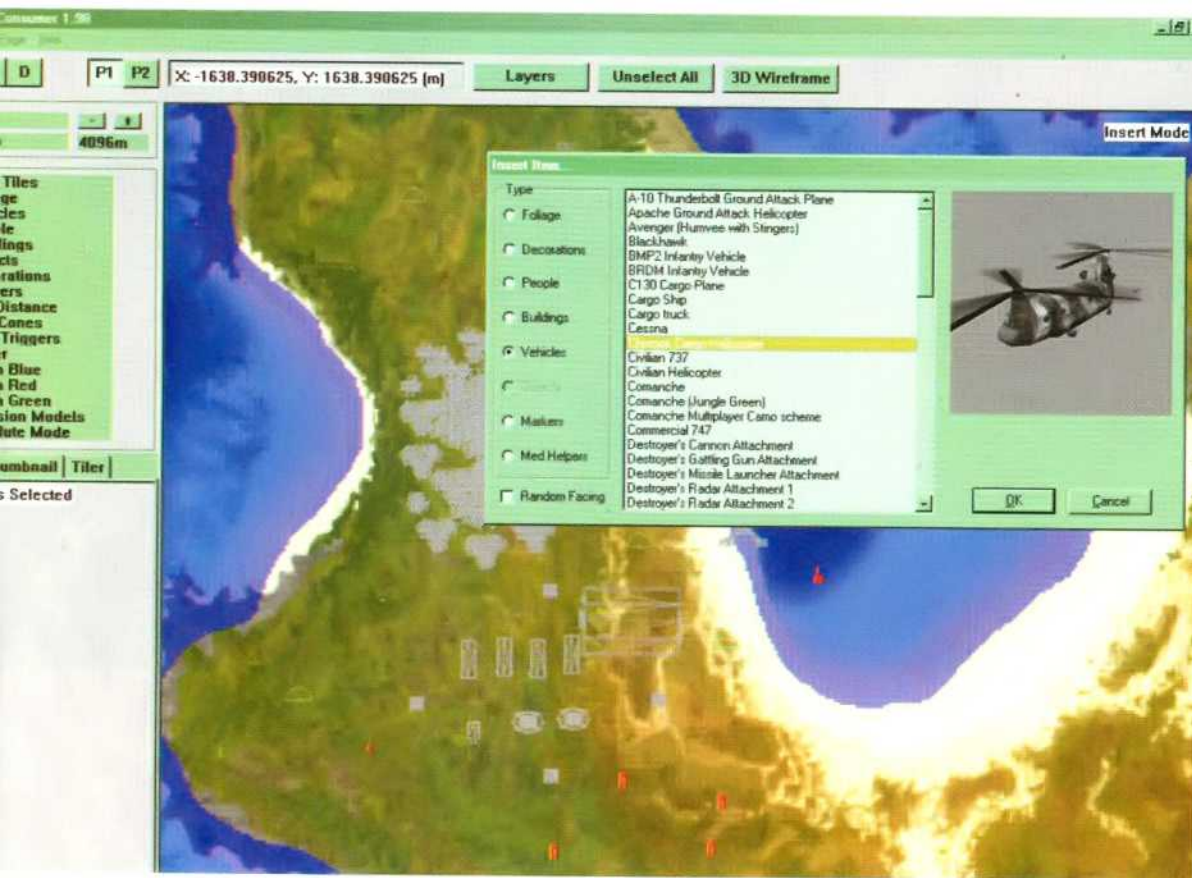 Consumer 1.98
D
P1 P2
X: -1638.390625, Y: 1638.390625 (m)
Layers
Unselect All
3D Wireframe
- +
4096m
Insert Mode
Tiles
ge
cles
le
lings
cts
rations
ers
Distance
Cones
Triggers
er
Blue
Red
Green
sion Models
lute Mode
umbnail
Tiler
s Selected
Insert Item...
Type
Foliage
Decorations
People
Buildings
Vehicles
Markers
Med Helpers
Random Facing
A-10 Thunderbolt Ground Attack Plane
Apache Ground Attack Helicopter
Avenger (Humvee with Stingers)
Blackhawk
BMP2 Infantry Vehicle
BRDM Infantry Vehicle
C130 Cargo Plane
Cargo Ship
Cargo truck
Cessna
Civilian 737
Civilian Helicopter
Comanche
Comanche (Jungle Green)
Comanche Multiplayer Camo scheme
Commercial 747
Destroyer's Cannon Attachment
Destroyer's Gattling Gun Attachment
Destroyer's Missile Launcher Attachment
Destroyer's Radar Attachment 1
Destroyer's Radar Attachment 2
OK
Cancel